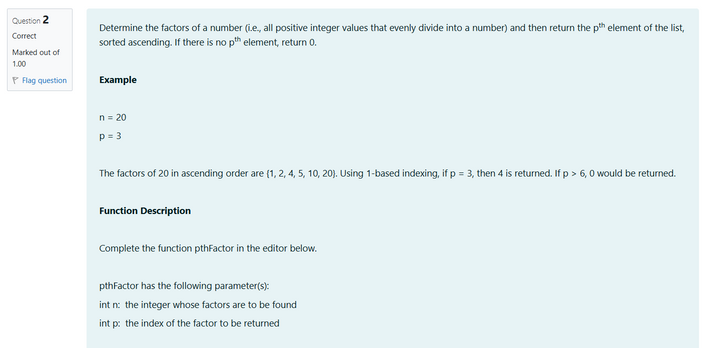 Question 2
Correct
Marked out of
1.00
Flag question
Determine the factors of a number (i.e., all positive integer values that evenly divide into a number) and then return the pth element of the list,
sorted ascending. If there is no pth element, return 0.
Example
n = 20
p = 3
The factors of 20 in ascending order are {1, 2, 4, 5, 10, 20}. Using 1-based indexing, if p = 3, then 4 is returned. If p > 6, 0 would be returned.
Function Description
Complete the function pthFactor in the editor below.
pthFactor has the following parameter(s):
int n: the integer whose factors are to be found
int p: the index of the factor to be returned